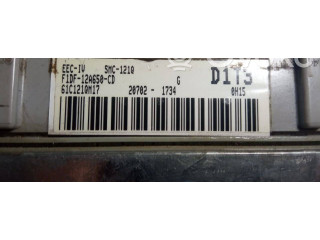 EEC-IV SMC-1210
F1DF-12A650-CD G D1T3
61C1210M17 20702- 1734 0H15